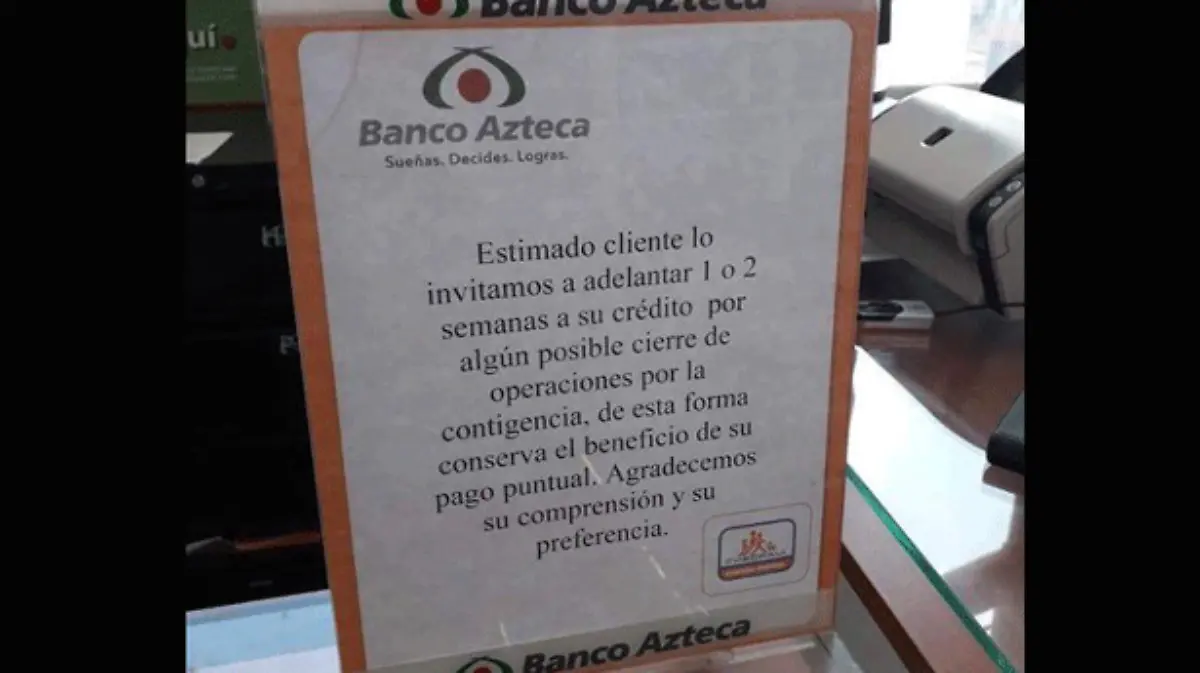 Banco Azteca
uí
Banco Azteca
Sueñas. Decides. Logras.
Estimado cliente lo
invitamos a adelantar 1 o 2
semanas a su crédito por
algún posible cierre de
operaciones por la
contigencia, de esta forma
conserva el beneficio de su
pago puntual. Agradecemos
su comprensión y su
preferencia.
Banco Azteca